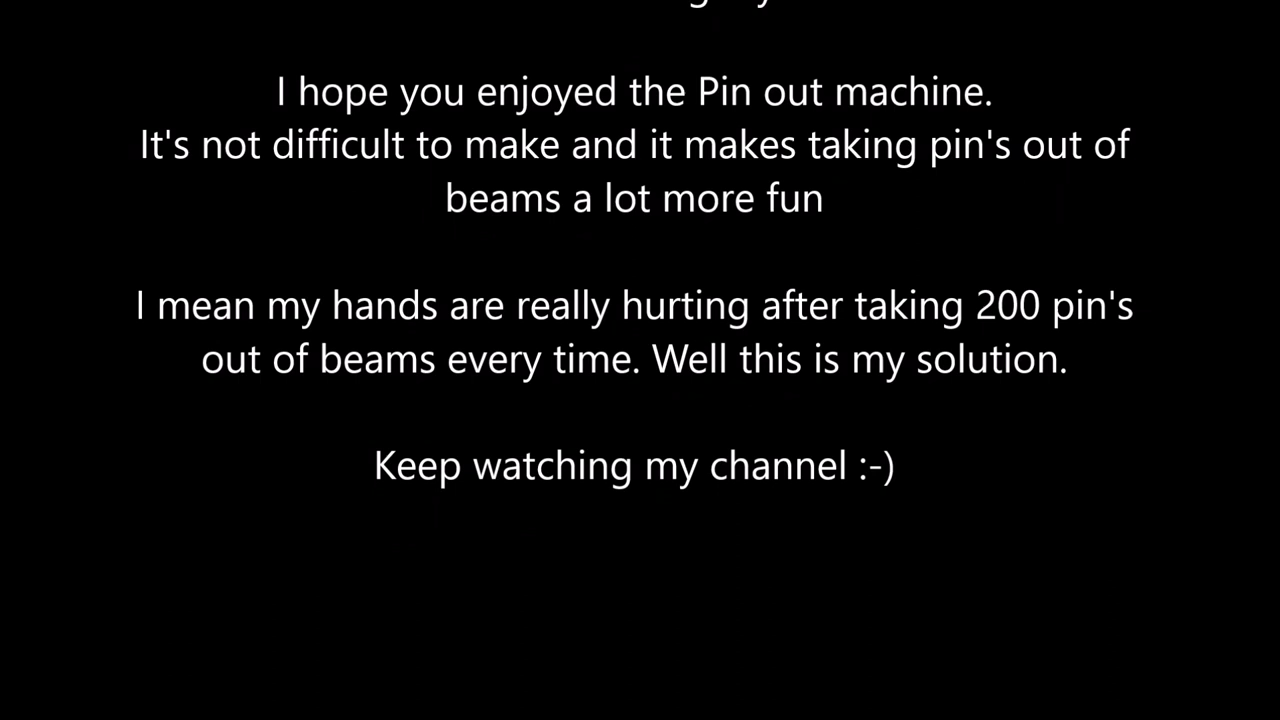 I hope you enjoyed the Pin out machine.
It's not difficult to make and it makes taking pin's out of
beams a lot more fun
I mean my hands are really hurting after taking 200 pin's
out of beams every time. Well this is my solution.
Keep watching my channel :-)